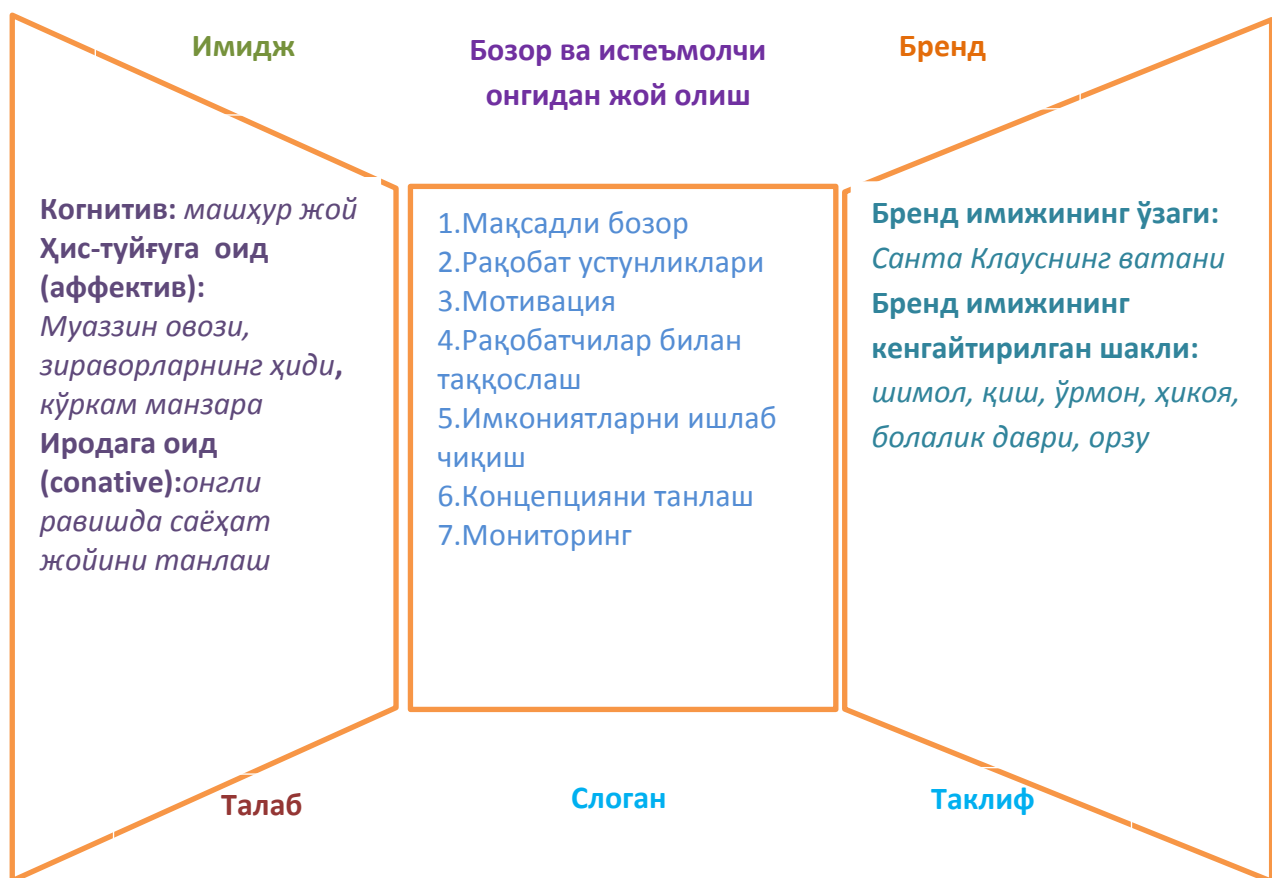 Имидж
Бозор ва истеъмолчи
онгидан жой олиш
Бренд
Когнитив: машҳур жой
Ҳис-туйғуга оид
(аффектив):
Муаззин овози,
зираворларнинг ҳиди,
кўркам манзара
Иродага оид
(conative):онгли
равишда саёҳат
жойини танлаш
1.Мақсадли бозор
2.Рақобат устунликлари
3.Мотивация
4.Рақобатчилар билан
таққослаш
5.Имкониятларни ишлаб
чиқиш
6.Концепцияни танлаш
7.Мониторинг
Бренд имижининг ўзаги:
Санта Клауснинг ватани
Бренд имижининг
кенгайтирилган шакли:
шимол, қиш, ўрмон, ҳикоя,
болалик даври, орзу
Талаб
Слоган
Таклиф